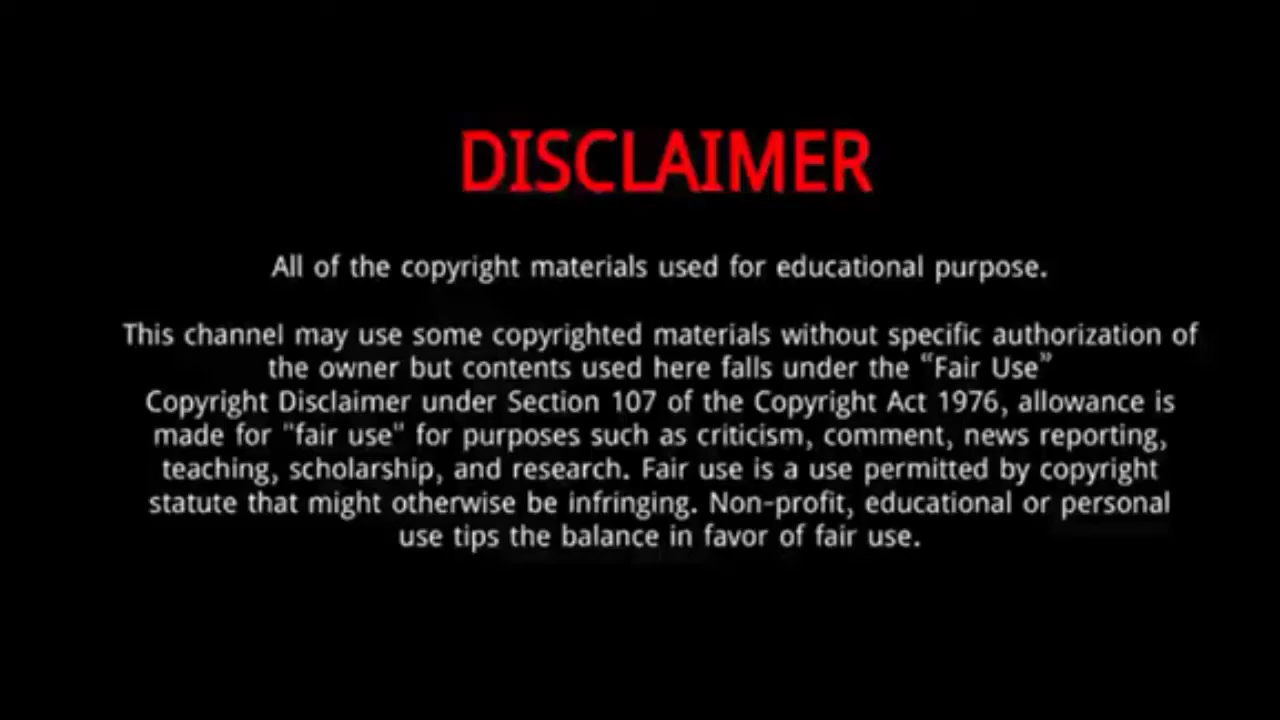 DISCLAIMER
All of the copyright materials used for educational purpose.
This channel may use some copyrighted materials without specific authorization of
the owner but contents used here falls under the “Fair Use”
Copyright Disclaimer under Section 107 of the Copyright Act 1976, allowance is
made for "fair use" for purposes such as criticism, comment, news reporting,
teaching, scholarship, and research. Fair use is a use permitted by copyright
statute that might otherwise be infringing. Non-profit, educational or personal
use tips the balance in favor of fair use.